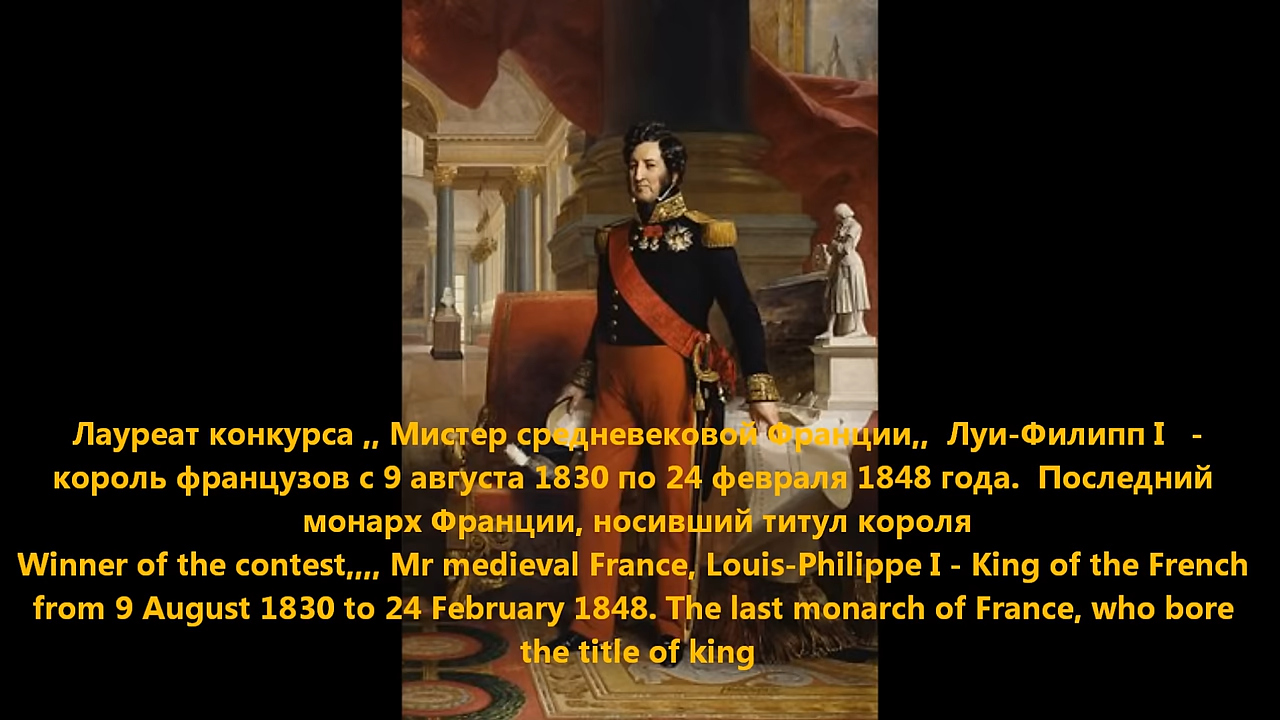 Лауреат конкурса ,, Мистер средневековой Франции,,  Луи-Филипп I   -
король французов с 9 августа 1830 по 24 февраля 1848 года.  Последний
монарх Франции, носивший титул короля
Winner of the contest,,,, Mr medieval France, Louis-Philippe I - King of the French
from 9 August 1830 to 24 February 1848. The last monarch of France, who bore
the title of king